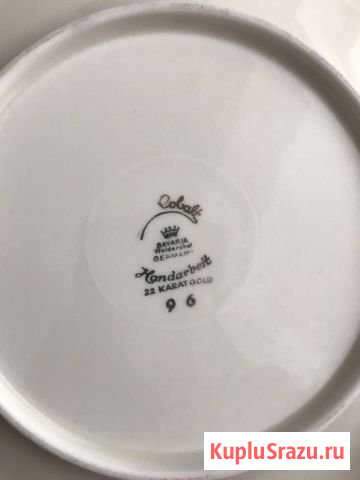 Cobalt
BAVARIA
GERMANY
Handarbeit
22 KARAT GOLD
96
KupluSrazu.ru